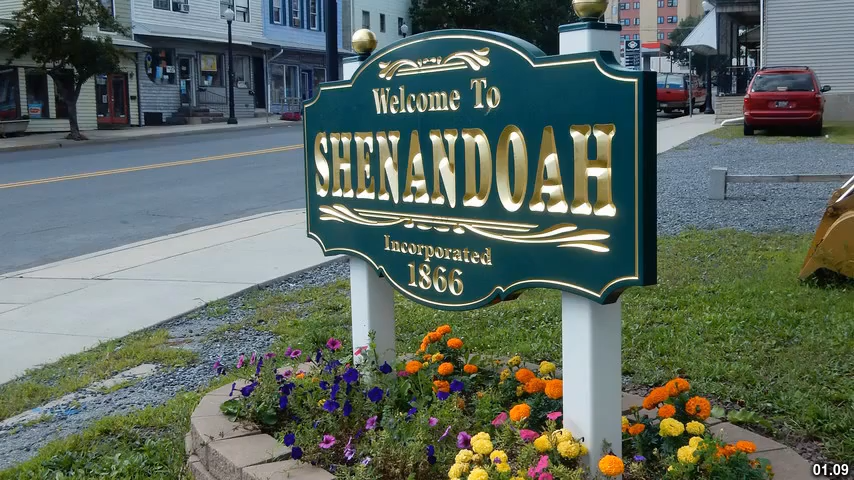 Welcome To
SHENANDOAH
Incorporated
1866
01.09